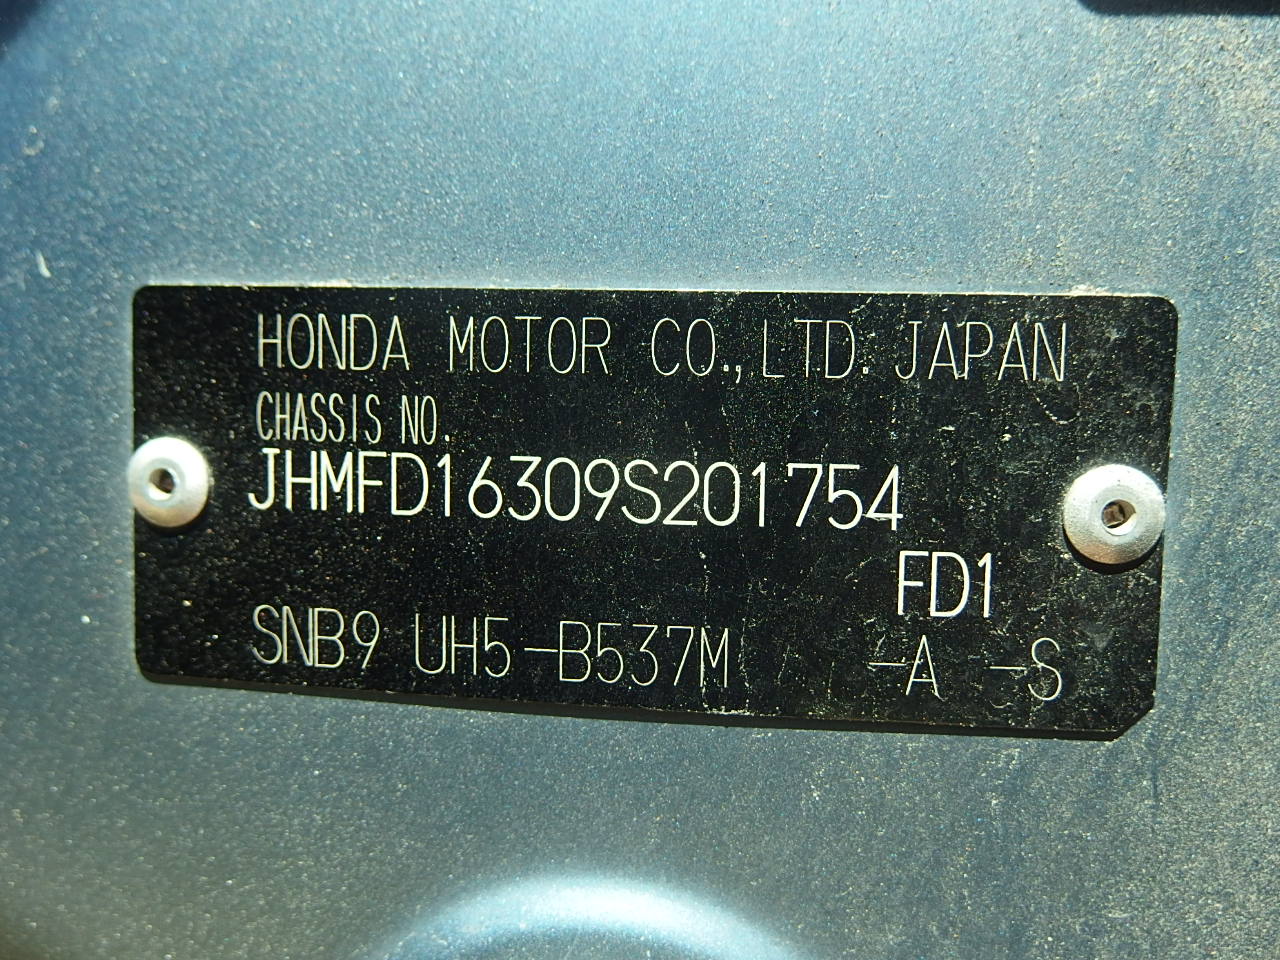 HONDA MOTOR CO., LTD. JAPAN
CHASSIS NO.
JHMFD16309S201754
FD1
SNB9 UH5-B537M -A -S